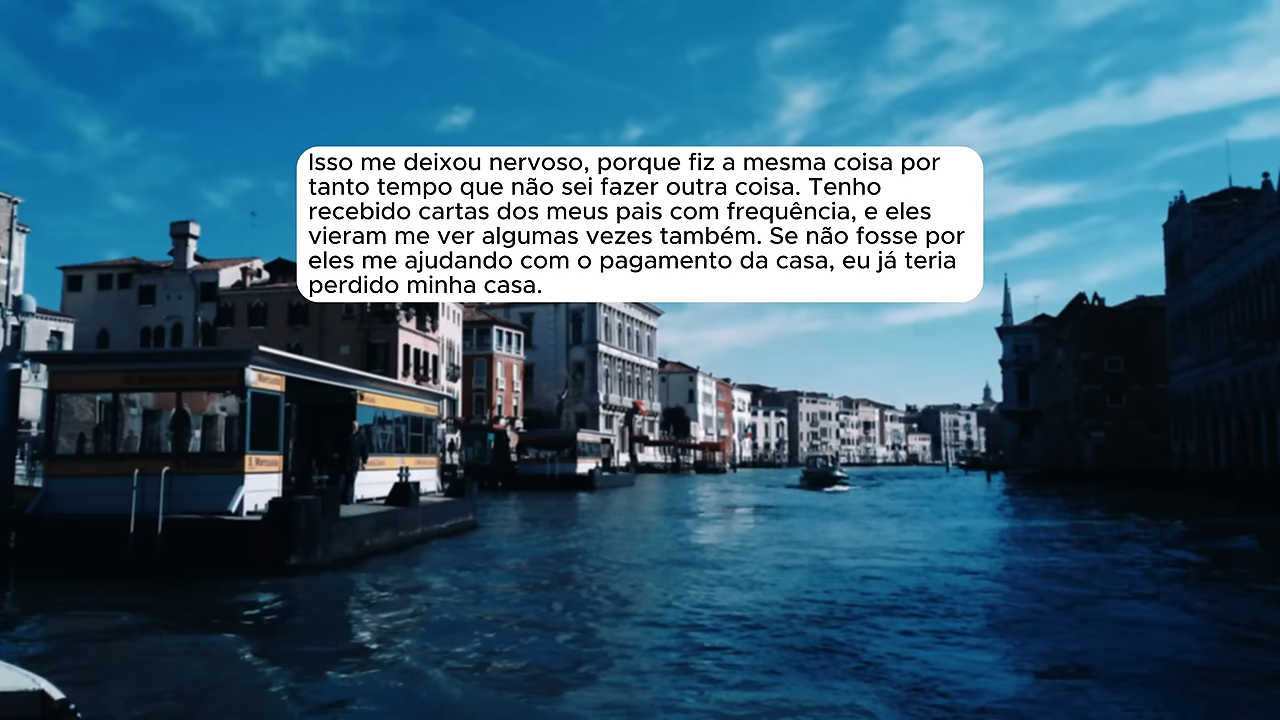 Isso me deixou nervoso, porque fiz a mesma coisa por
tanto tempo que não sei fazer outra coisa. Tenho
recebido cartas dos meus pais com frequência, e eles
vieram me ver algumas vezes também. Se não fosse por
eles me ajudando com o pagamento da casa, eu já teria
perdido minha casa.